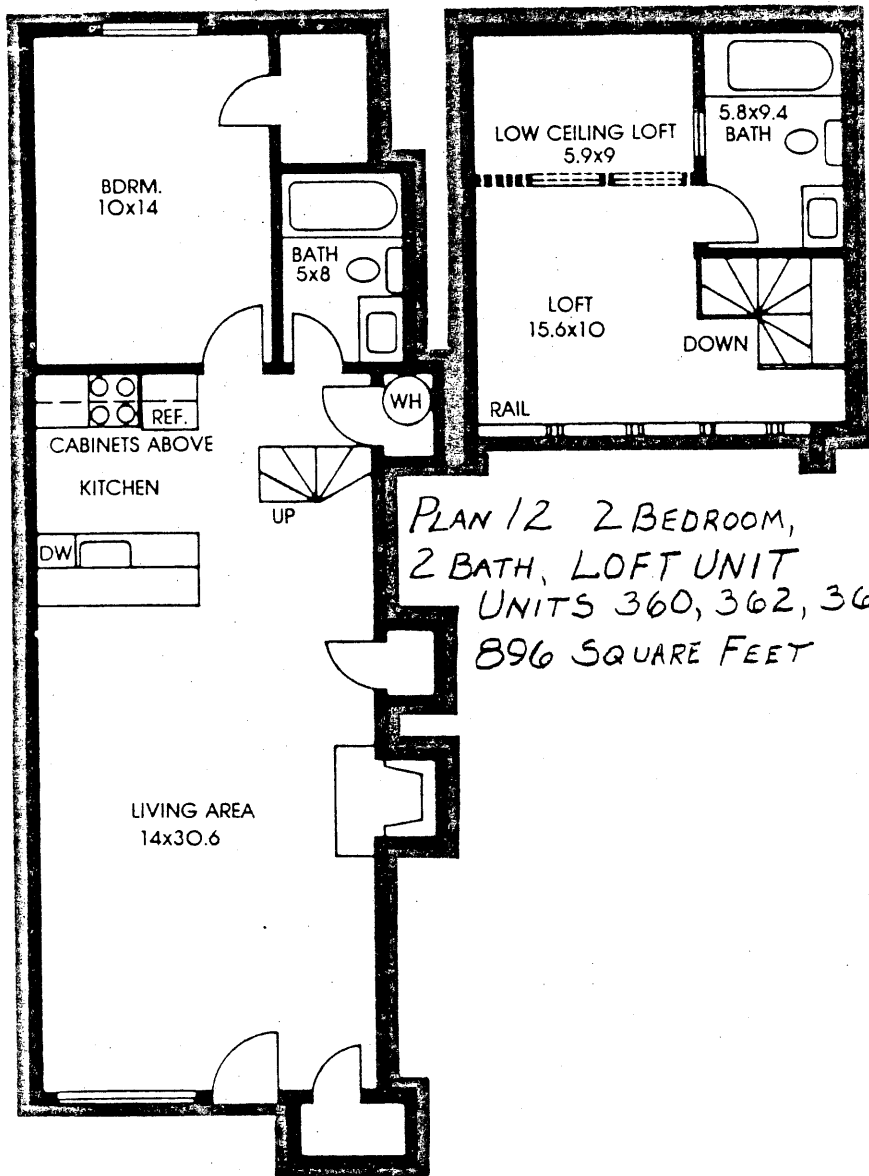 BDRM.
10x14
BATH
5x8
WH
REF.
CABINETS ABOVE
KITCHEN
UP
DW
LIVING AREA
14x30.6
LOW CEILING LOFT
5.9x9
5.8x9.4
BATH
LOFT
15.6x10
DOWN
RAIL
PLAN 12 2 BEDROOM,
2 BATH, LOFT UNIT
UNITS 360, 362, 36
896 SQUARE FEET